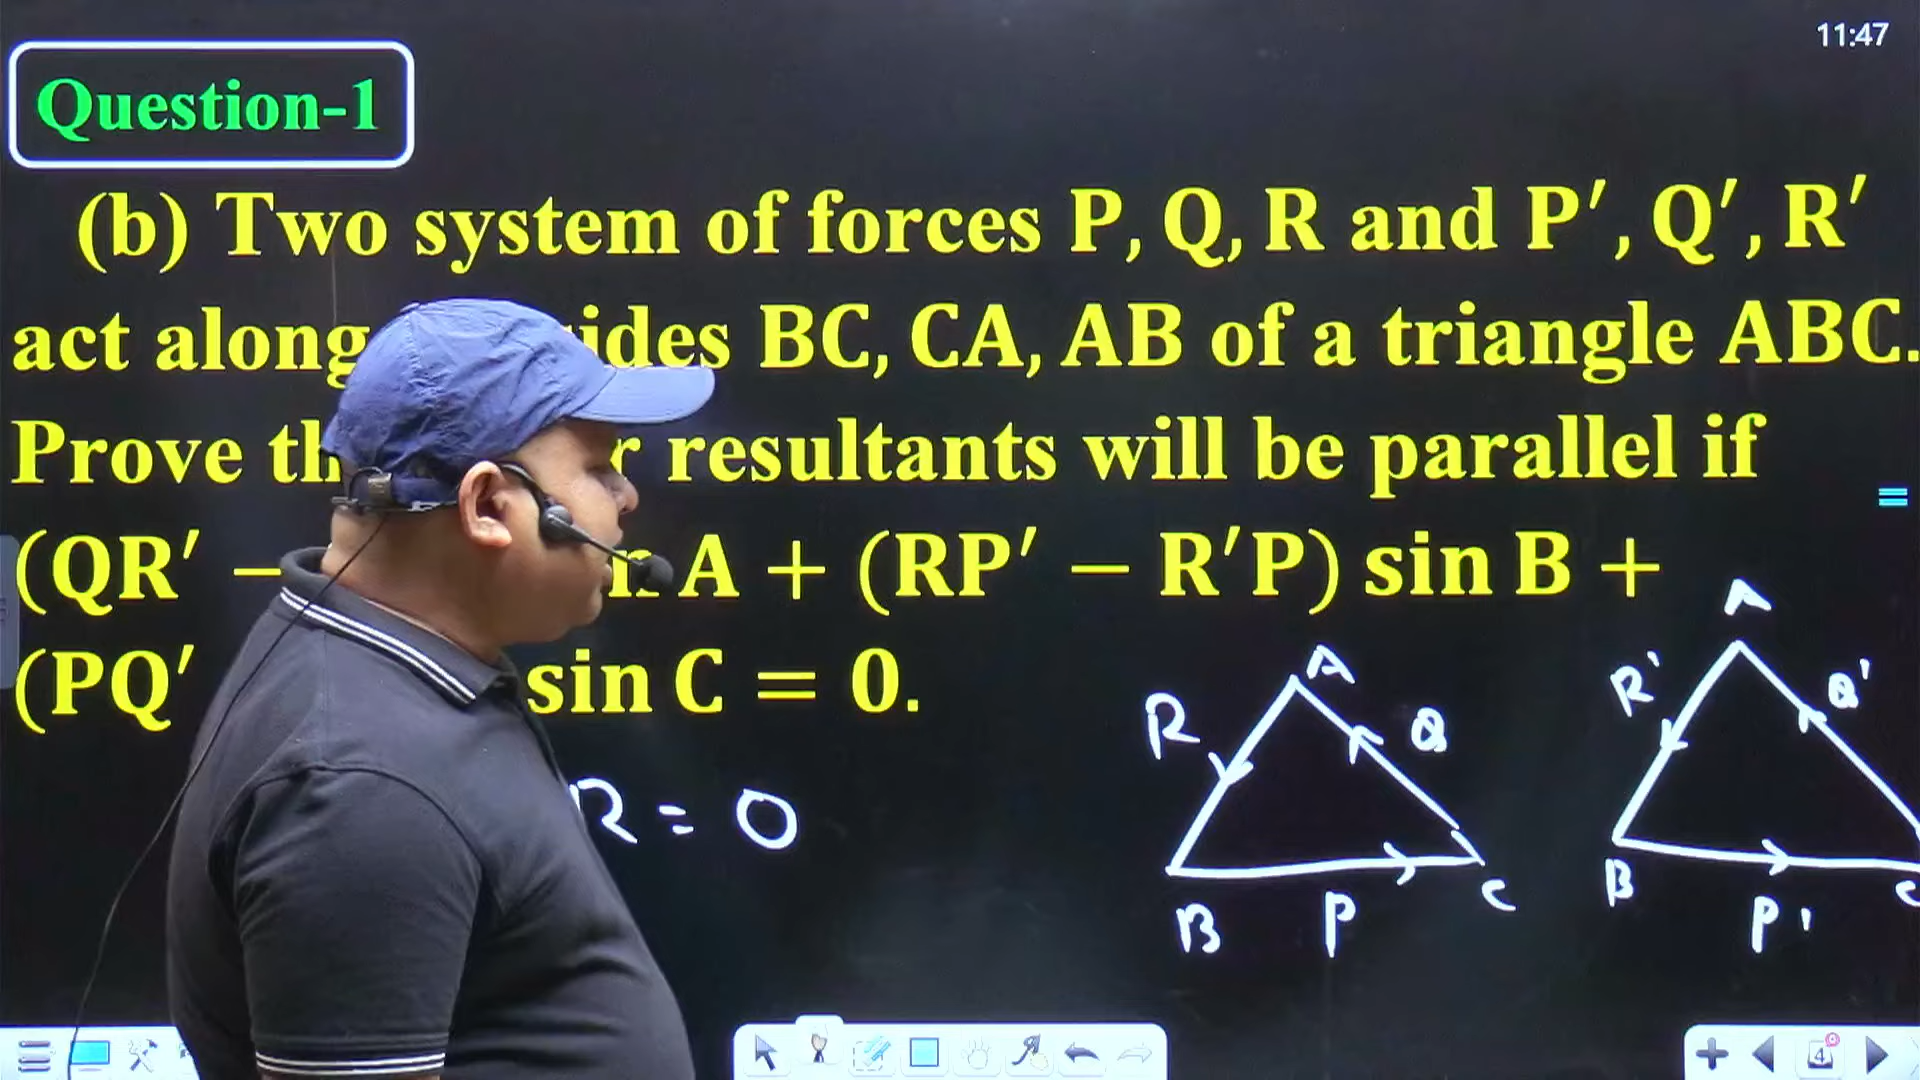 11:47
Question-1
(b) Two system of forces P, Q, R and P′, Q′, R′
act along ides BC, CA, AB of a triangle ABC.
Prove th r resultants will be parallel if
(QR′ − n A + (RP′ − R′P) sin B +
(PQ′ sin C = 0.
R = 0
A
R Q
B P C
A
R' Q'
B P' C
4